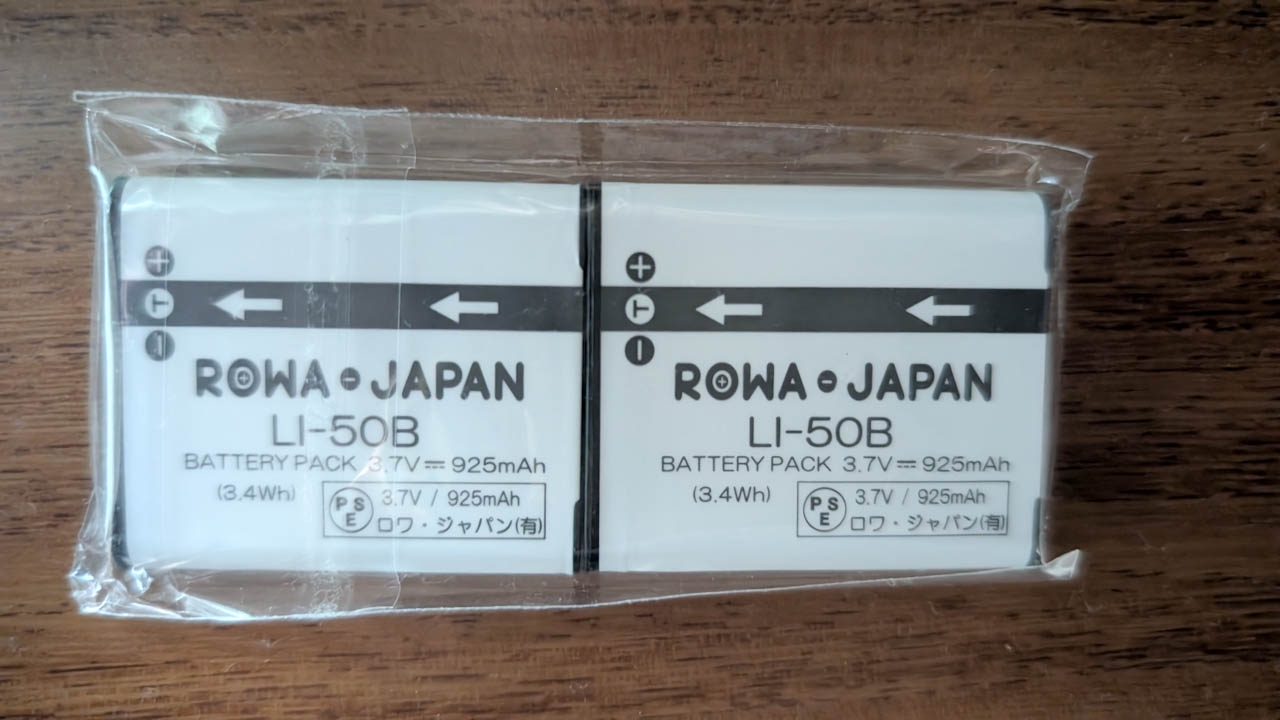 +
T
−
ROWA・JAPAN
LI-50B
BATTERY PACK 3.7V⎓925mAh
(3.4Wh)
PSE
3.7V / 925mAh
ロワ・ジャパン(有)
+
T
−
ROWA・JAPAN
LI-50B
BATTERY PACK 3.7V⎓925mAh
(3.4Wh)
PSE
3.7V / 925mAh
ロワ・ジャパン(有)